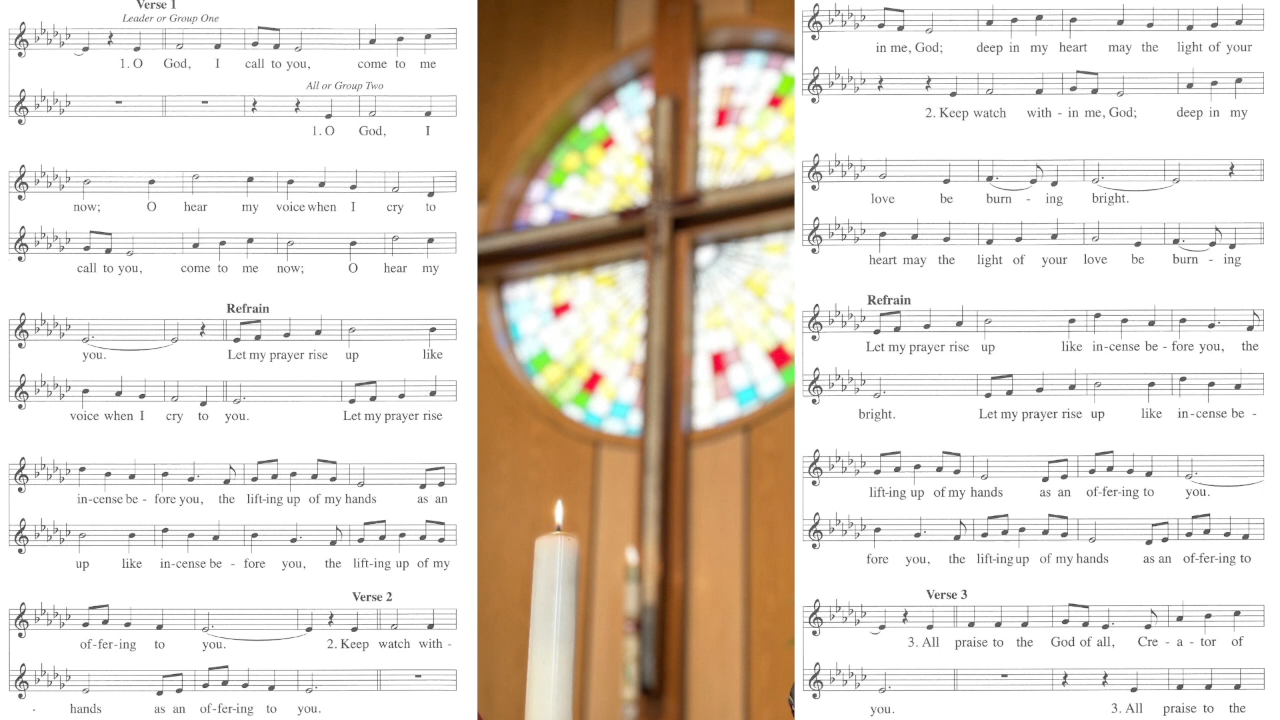 Verse 1
Leader or Group One
1. O God, I call to you, come to me
All or Group Two
1. O God, I
now; O hear my voice when I cry to
call to you, come to me now; O hear my
Refrain
you. Let my prayer rise up like
voice when I cry to you. Let my prayer rise
in-cense be - fore you, the lift-ing up of my hands as an
up like in-cense be - fore you, the lift-ing up of my
Verse 2
of-fer-ing to you. 2. Keep watch with -
hands as an of-fer-ing to you.
in me, God; deep in my heart may the light of your
2. Keep watch with - in me, God; deep in my
love be burn - ing bright.
heart may the light of your love be burn - ing
Refrain
Let my prayer rise up like in-cense be - fore you, the
bright. Let my prayer rise up like in-cense be -
lift-ing up of my hands as an of-fer-ing to you.
fore you, the lift-ing up of my hands as an of-fer-ing to
Verse 3
3. All praise to the God of all, Cre - a - tor of
you. 3. All praise to the